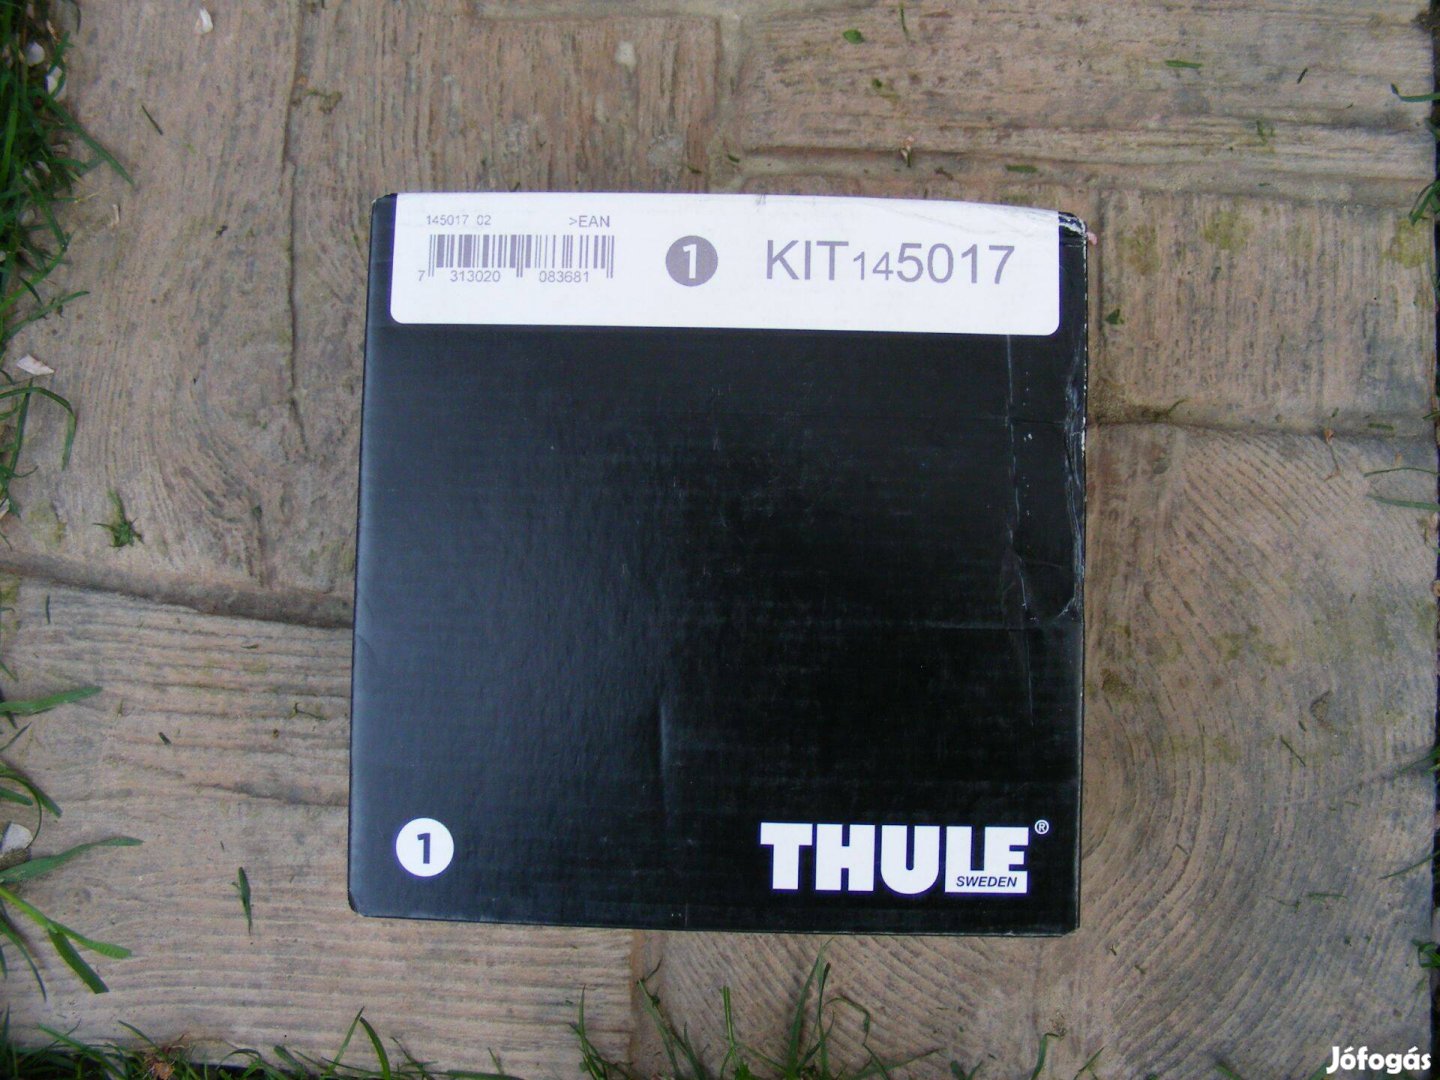 145017 02 >EAN
7 313020 083681
1 KIT145017
1
THULE®
SWEDEN
Jófogás